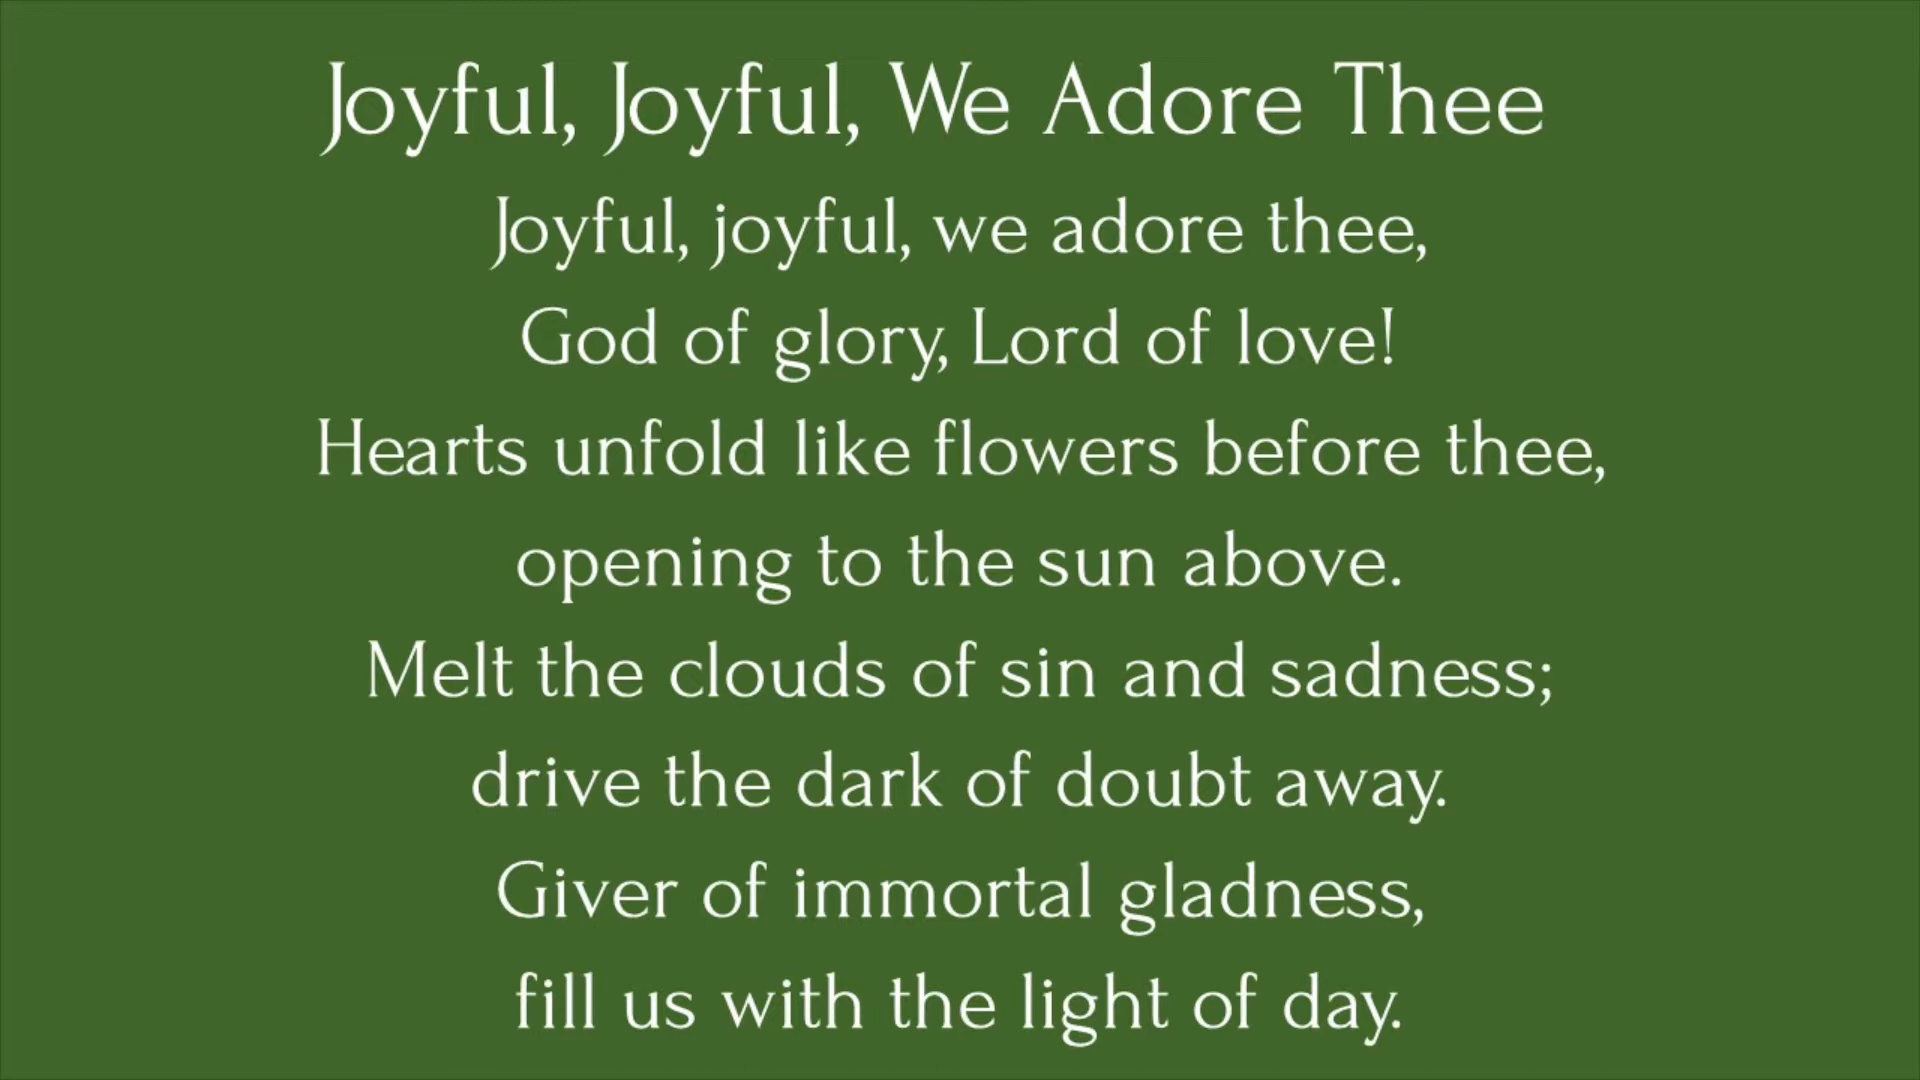 Joyful, Joyful, We Adore Thee
Joyful, joyful, we adore thee,
God of glory, Lord of love!
Hearts unfold like flowers before thee,
opening to the sun above.
Melt the clouds of sin and sadness;
drive the dark of doubt away.
Giver of immortal gladness,
fill us with the light of day.